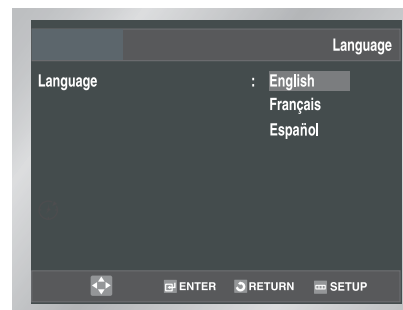 Language
Language : English
Français
Español
ENTER RETURN SETUP